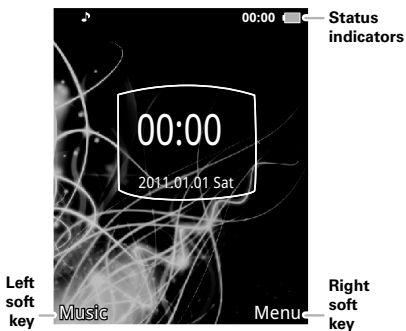 ♪ 00:00
Status
indicators
00:00
2011.01.01 Sat
Left
soft
key
Music
Menu
Right
soft
key